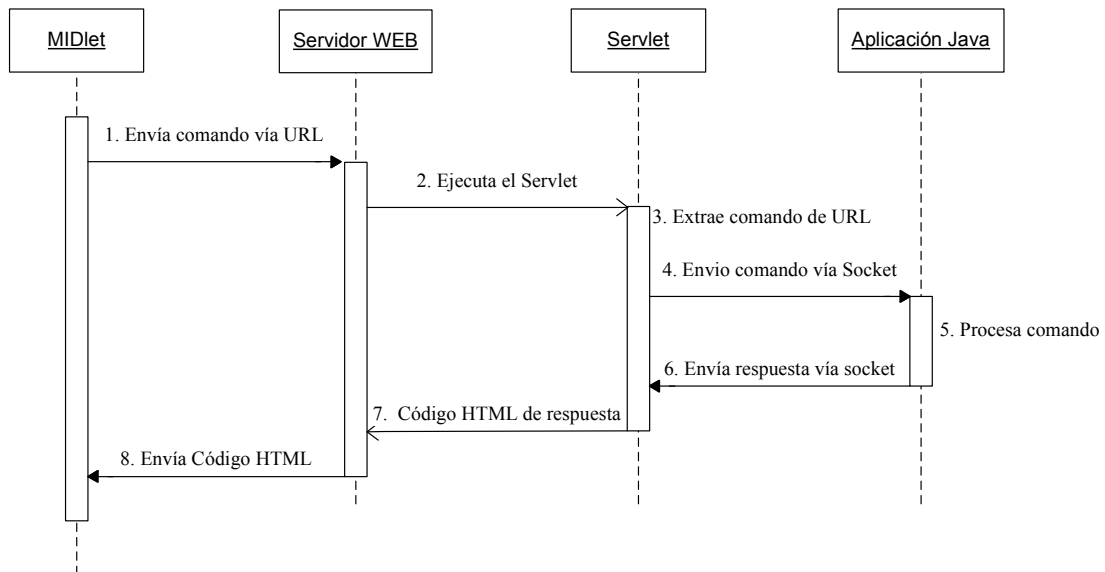 MIDlet
Servidor WEB
Servlet
Aplicación Java
1. Envía comando vía URL
2. Ejecuta el Servlet
3. Extrae comando de URL
4. Envio comando vía Socket
5. Procesa comando
6. Envía respuesta vía socket
7. Código HTML de respuesta
8. Envía Código HTML